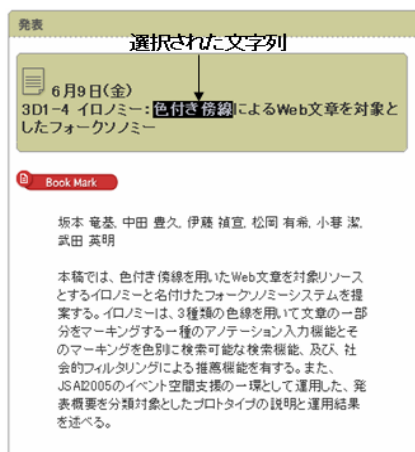 発表
選択された文字列
6月9日(金)
3D1-4 イロノミー：色付き傍線によるWeb文章を対象と
したフォークソノミー
Book Mark
坂本 竜基, 中田 豊久, 伊藤 禎宣, 松岡 有希, 小暮 潔,
武田 英明
本稿では、色付き傍線を用いたWeb文章を対象リソース
とするイロノミーと名付けたフォークソノミーシステムを提
案する。イロノミーは、3種類の色線を用いて文章の一部
分をマーキングする一種のアノテーション入力機能とそ
のマーキングを色別に検索可能な検索機能、及び、社
会的フィルタリングによる推薦機能を有する。また、
JSAI2005のイベント空間支援の一環として運用した、発
表概要を分類対象としたプロトタイプの説明と運用結果
を述べる。